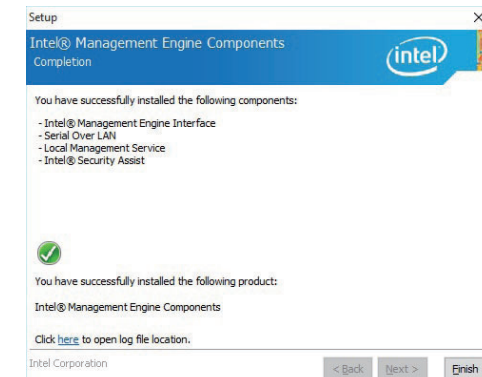 Setup
Intel® Management Engine Components
Completion
intel
You have successfully installed the following components:
- Intel® Management Engine Interface
- Serial Over LAN
- Local Management Service
- Intel® Security Assist
You have successfully installed the following product:
Intel® Management Engine Components
Click here to open log file location.
Intel Corporation
< Back Next > Finish